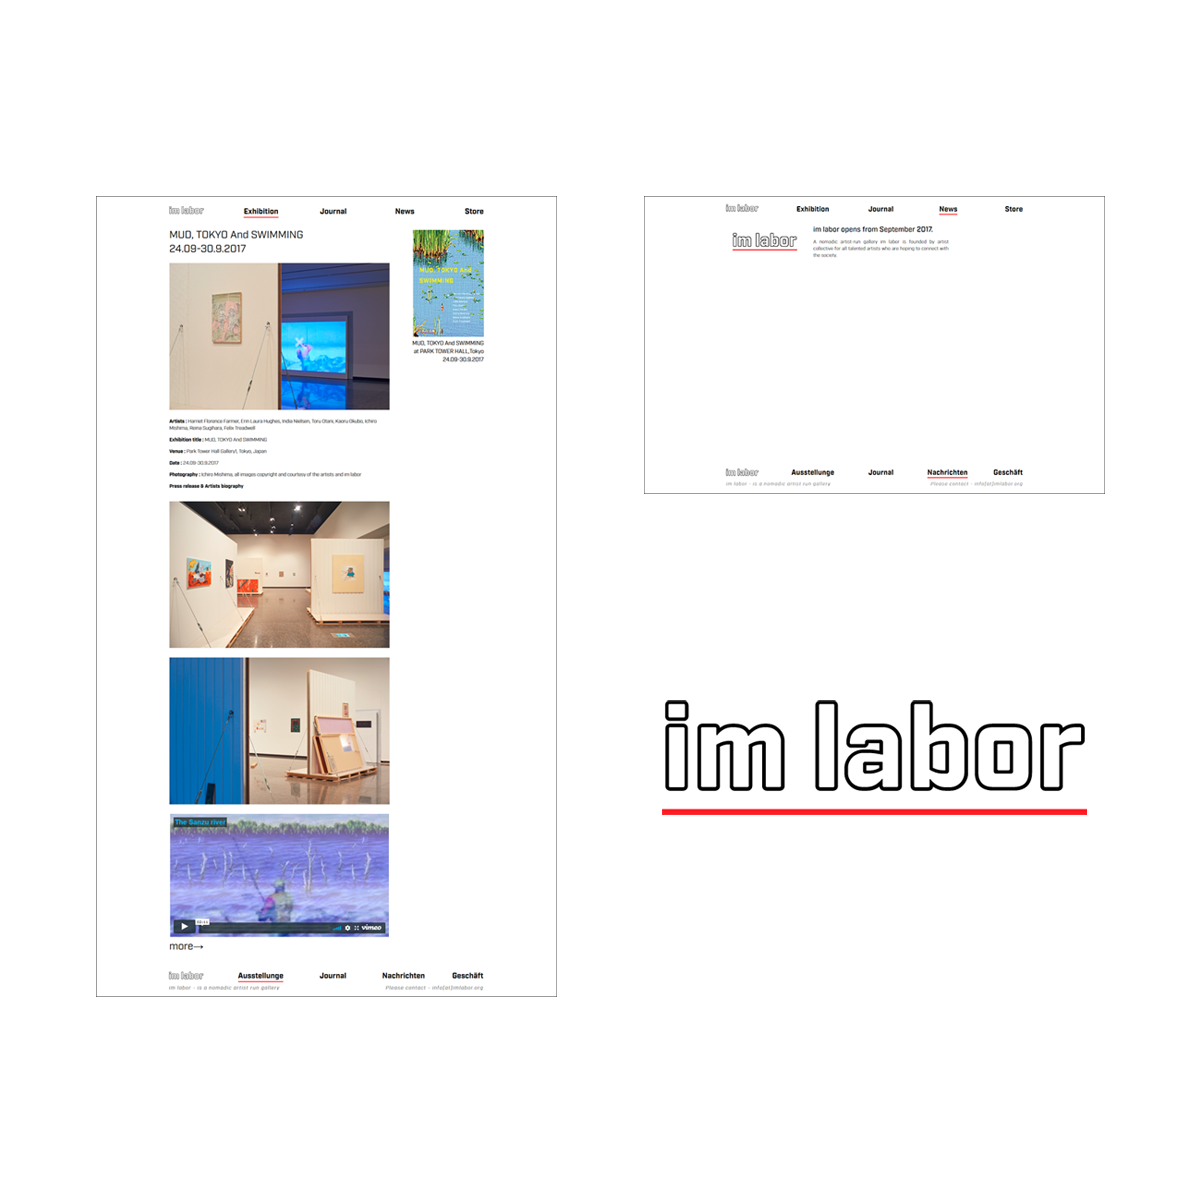 im labor
Exhibition
Journal
News
Store
MUD, TOKYO And SWIMMING
24.09-30.9.2017
MUD, TOKYO And
SWIMMING
MUD, TOKYO And SWIMMING
at PARK TOWER HALL,Tokyo
24.09-30.9.2017
Artists : Harriet Florence Farmer, Erin Laura Hughes, India Nielsen, Toru Otani, Kaoru Okubo, Ichiro
Mishima, Reina Sugihara, Felix Treadwell
Exhibition title : MUD, TOKYO And SWIMMING
Venue : Park Tower Hall Gallery1, Tokyo, Japan
Date : 24.09-30.9.2017
Photography : Ichiro Mishima, all images copyright and courtesy of the artists and im labor
Press release & Artists biography
The Sanzu river
vimeo
more→
im labor
Ausstellunge
Journal
Nachrichten
Geschäft
im labor - is a nomadic artist run gallery
Please contact - info[at]imlabor.org
im labor
Exhibition
Journal
News
Store
im labor
im labor opens from September 2017.
A nomadic artist-run gallery im labor is founded by artist
collective for all talented artists who are hoping to connect with
the society.
im labor
Ausstellunge
Journal
Nachrichten
Geschäft
im labor - is a nomadic artist run gallery
Please contact - info[at]imlabor.org
im labor